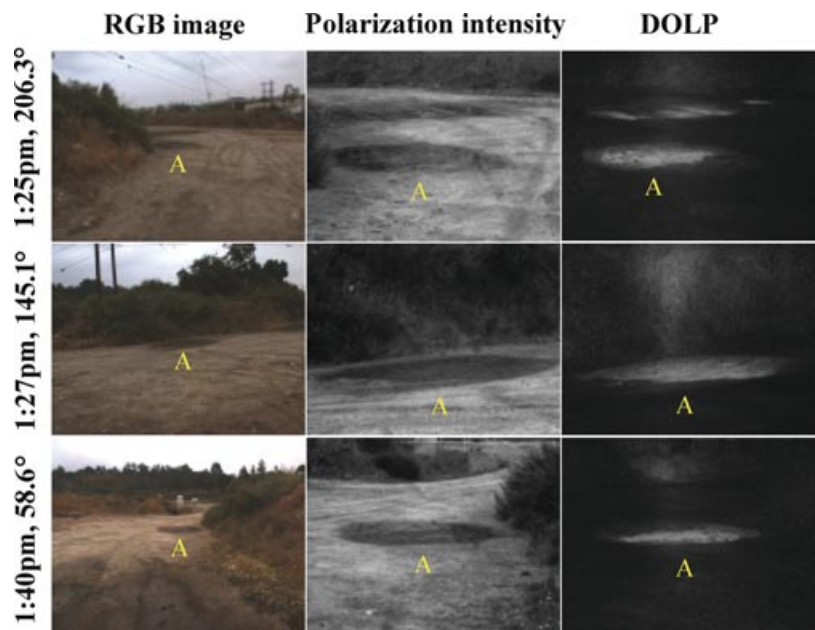 RGB image Polarization intensity DOLP
1:25pm, 206.3°
A A A
1:27pm, 145.1°
A A A
1:40pm, 58.6°
A A A